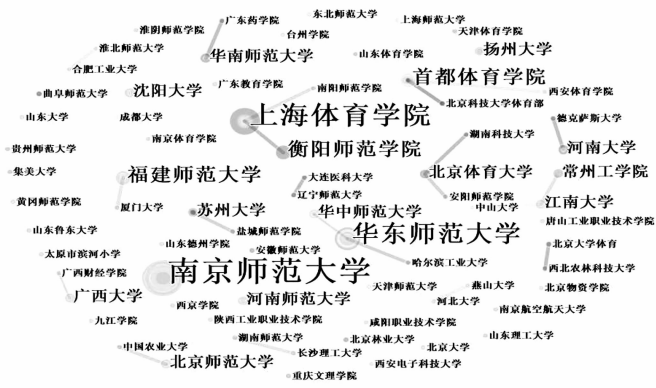 广东药学院
东北师范大学
上海师范大学
淮阴师范学院
台州学院
天津体育学院
淮北师范大学
华南师范大学
山东体育学院
扬州大学
合肥工业大学
首都体育学院
曲阜师范大学
沈阳大学
广东教育学院
南阳师范学院
西安体育学院
北京科技大学体育部
山东大学
成都大学
上海体育学院
德克萨斯大学
南京体育学院
湖南科技大学
贵州师范大学
衡阳师范学院
河南大学
集美大学
福建师范大学
大连医科大学
北京体育大学
常州工学院
辽宁师范大学
安阳师范学院
黄冈师范学院
厦门大学
苏州大学
华中师范大学
中山大学
江南大学
唐山工业职业技术学院
山东鲁东大学
盐城师范学院
华东师范大学
山东德州学院
安徽师范大学
北京大学体育
太原市滨河小学
哈尔滨工业大学
西北农林科技大学
广西财经学院
南京师范大学
天津师范大学
燕山大学
北京物资学院
广西大学
西京学院
河南师范大学
河北大学
南京航空航天大学
九江学院
陕西工业职业技术学院
咸阳职业技术学院
湖南师范大学
北京林业大学
山东理工大学
中国农业大学
长沙理工大学
北京大学
北京师范大学
西安电子科技大学
重庆文理学院